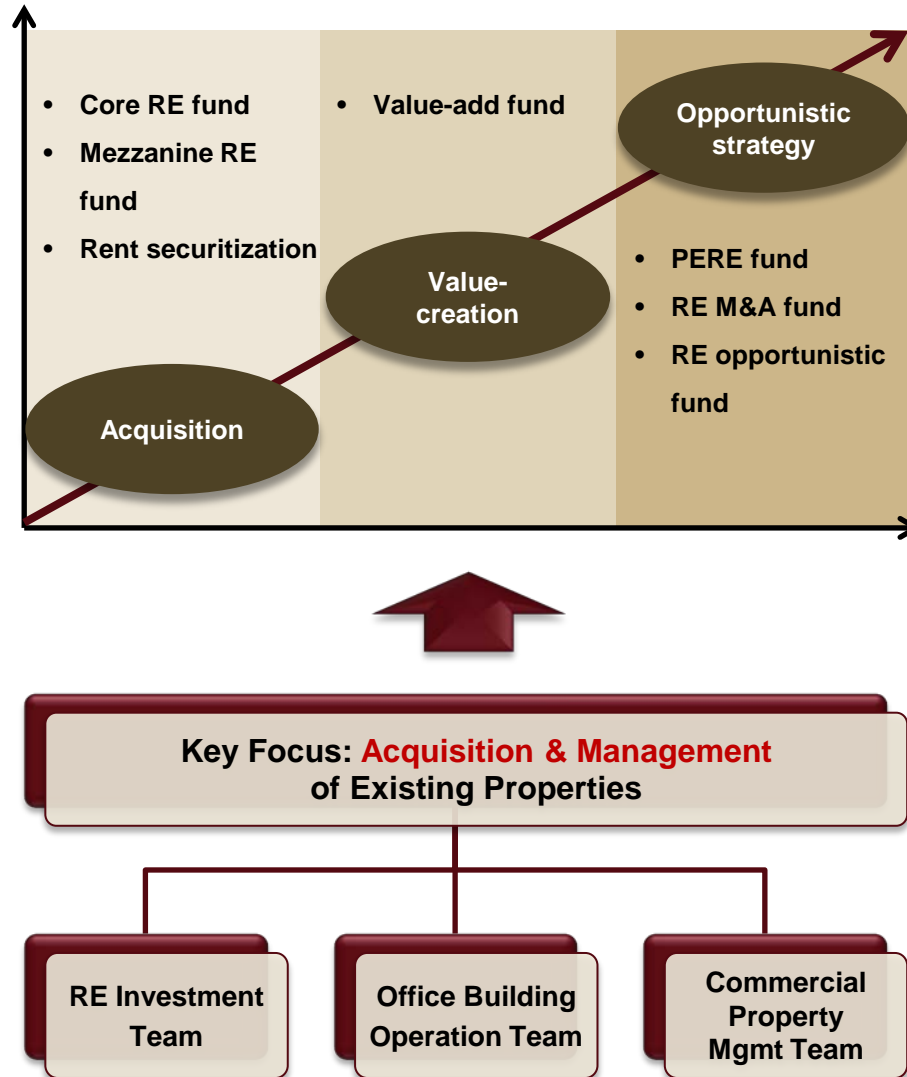 • Core RE fund
• Mezzanine RE
fund
• Rent securitization
Acquisition
• Value-add fund
Value-
creation
Opportunistic
strategy
• PERE fund
• RE M&A fund
• RE opportunistic
fund
Key Focus: Acquisition & Management
of Existing Properties
RE Investment
Team
Office Building
Operation Team
Commercial
Property
Mgmt Team